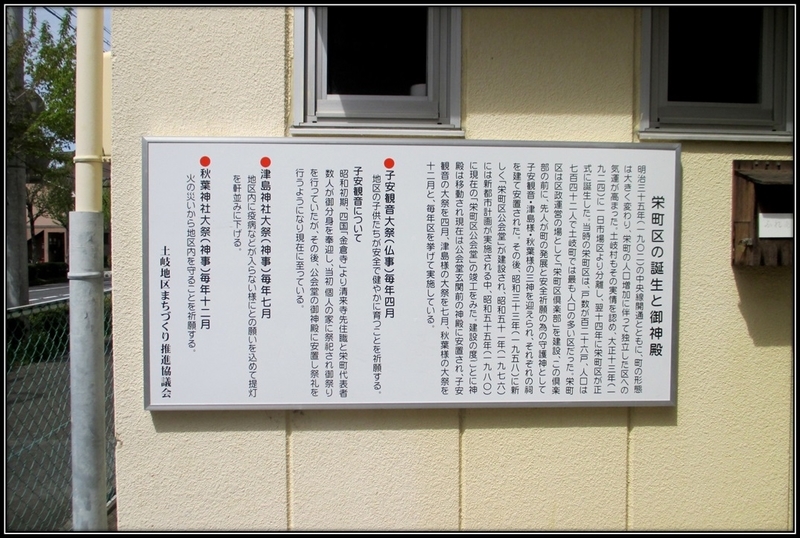 栄町区の誕生と御神殿
明治三十五年(一九〇二)の中央線開通とともに、町の形態
は大きく変わり、栄町の人口増加に伴って独立した区への
気運が高まった。土岐村もその実情を認め、大正十三年(一
九二四)に一日市場区より分離し、翌十四年に栄町区が正
式に誕生した。当時の栄町区は、戸数が百二十六戸、人口は
七百四十二人で土岐町では最も人口の多い区だった。栄町
区は区政運営の場として「栄町区倶楽部」を建設、この倶楽
部の前に、先人が町の発展と安全祈願の為の守護神として
子安観音・津島様・秋葉様の三神を迎えられ、それぞれの祠
を建て安置された。その後、昭和三十三年(一九五八)に新
しく「栄町区公会堂」が建設され、昭和五十一年(一九七六)
には新都市計画が実施される中、昭和五十五年(一九八〇)
に現在の「栄町区公会堂」の竣工をみた。建設の度ごとに神
殿は移動され現在は公会堂玄関前の神殿に安置され、子安
観音の大祭を四月、津島様の大祭を七月、秋葉様の大祭を
十二月と、毎年区を挙げて実施している。
●子安観音大祭(仏事)毎年四月
地区の子供たちが安全で健やかに育つことを祈願する。
子安観音について
昭和初期、四国「金倉寺」より清来寺先住職と栄町代表者
数人が御分身を奉迎し、当初個人の家に祭祀され御祭り
を行っていたが、その後、公会堂の御神殿に安置し祭礼を
行うようになり現在に至っている。
●津島神社大祭(神事)毎年七月
地区内に疫病などが入らない様にとの願いを込めて提灯
を軒並みに下げる。
●秋葉神社大祭(神事)毎年十二月
火の災いから地区内を守ることを祈願する。
土岐地区まちづくり推進協議会